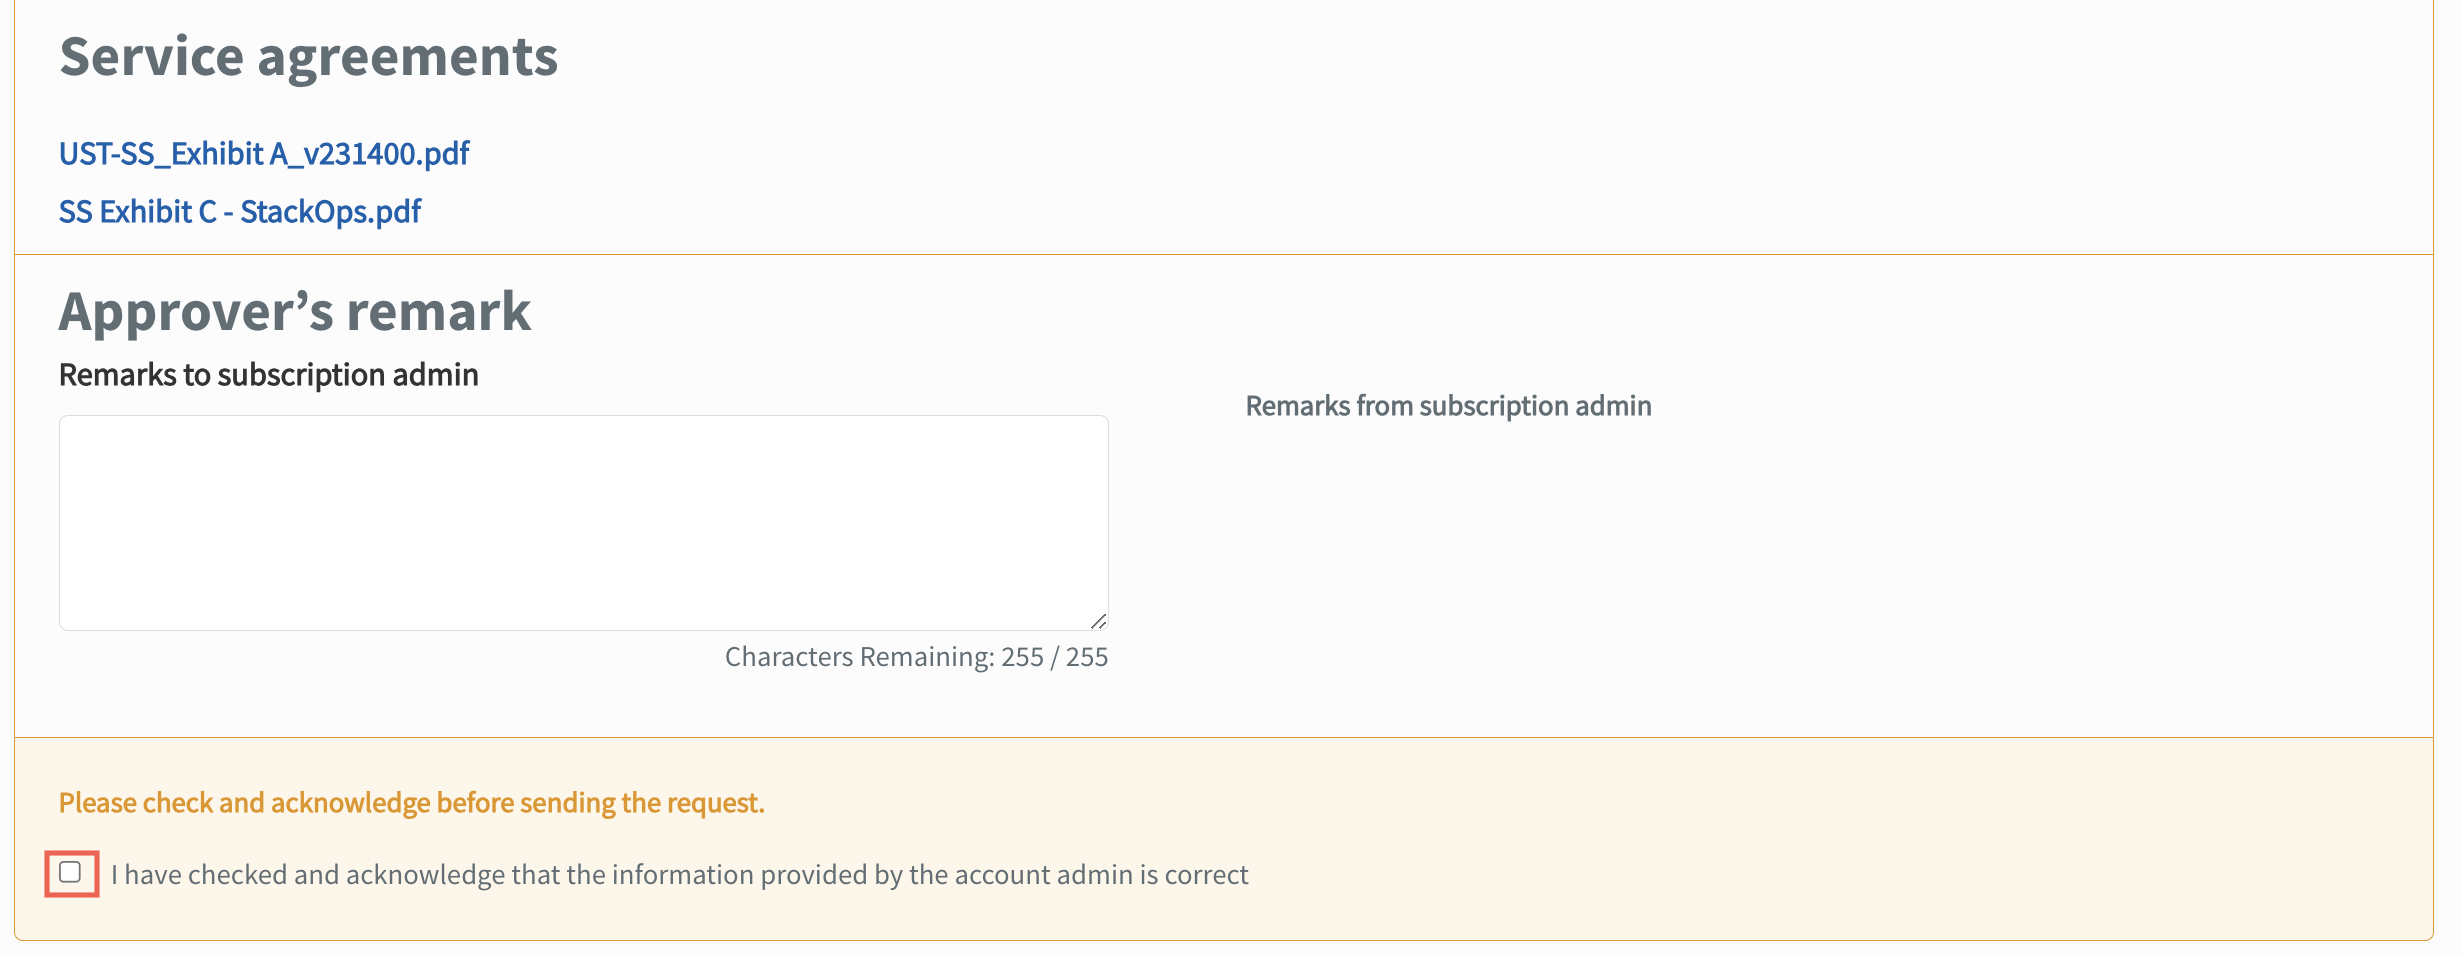 Service agreements
UST-SS_Exhibit A_v231400.pdf
SS Exhibit C - StackOps.pdf
Approver’s remark
Remarks to subscription admin
Remarks from subscription admin
Characters Remaining: 255 / 255
Please check and acknowledge before sending the request.
I have checked and acknowledge that the information provided by the account admin is correct